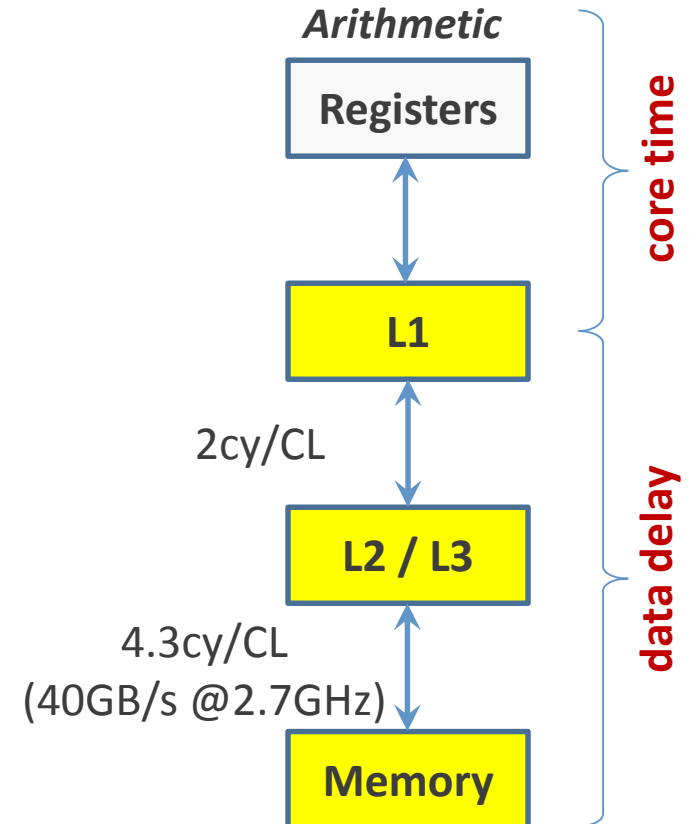 Arithmetic
Registers
core time
L1
2cy/CL
L2 / L3
data delay
4.3cy/CL
(40GB/s @2.7GHz)
Memory